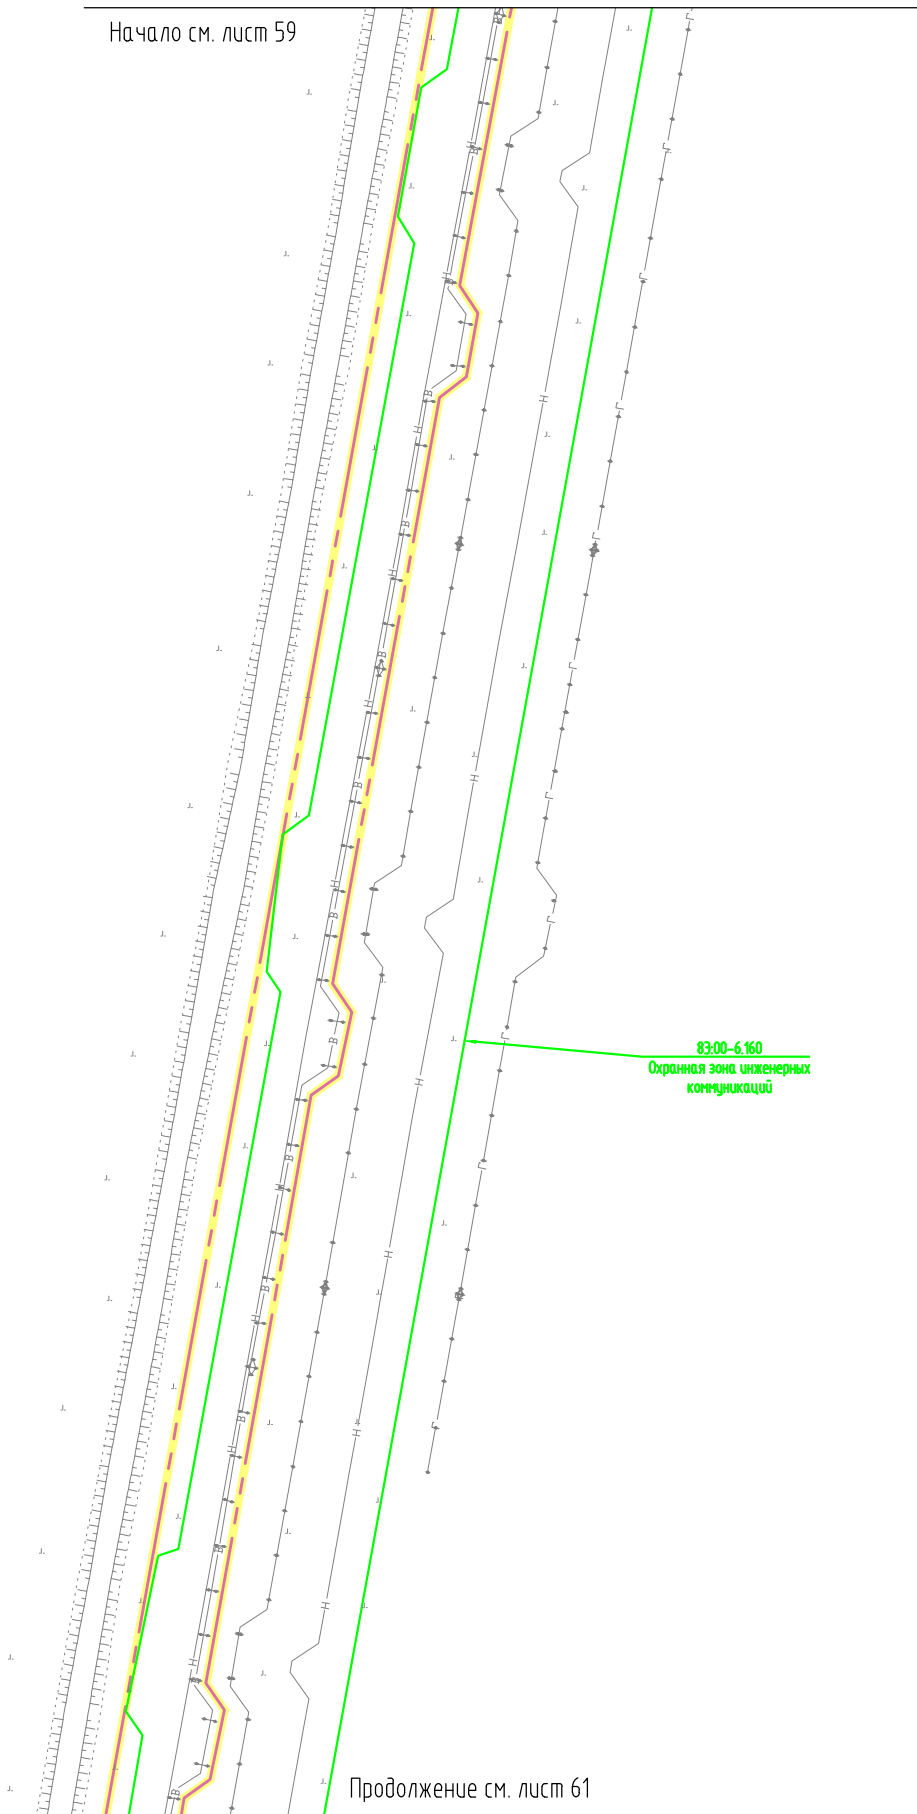 Начало см. лист 59
83:00-6.160
Охранная зона инженерных
коммуникаций
Продолжение см. лист 61